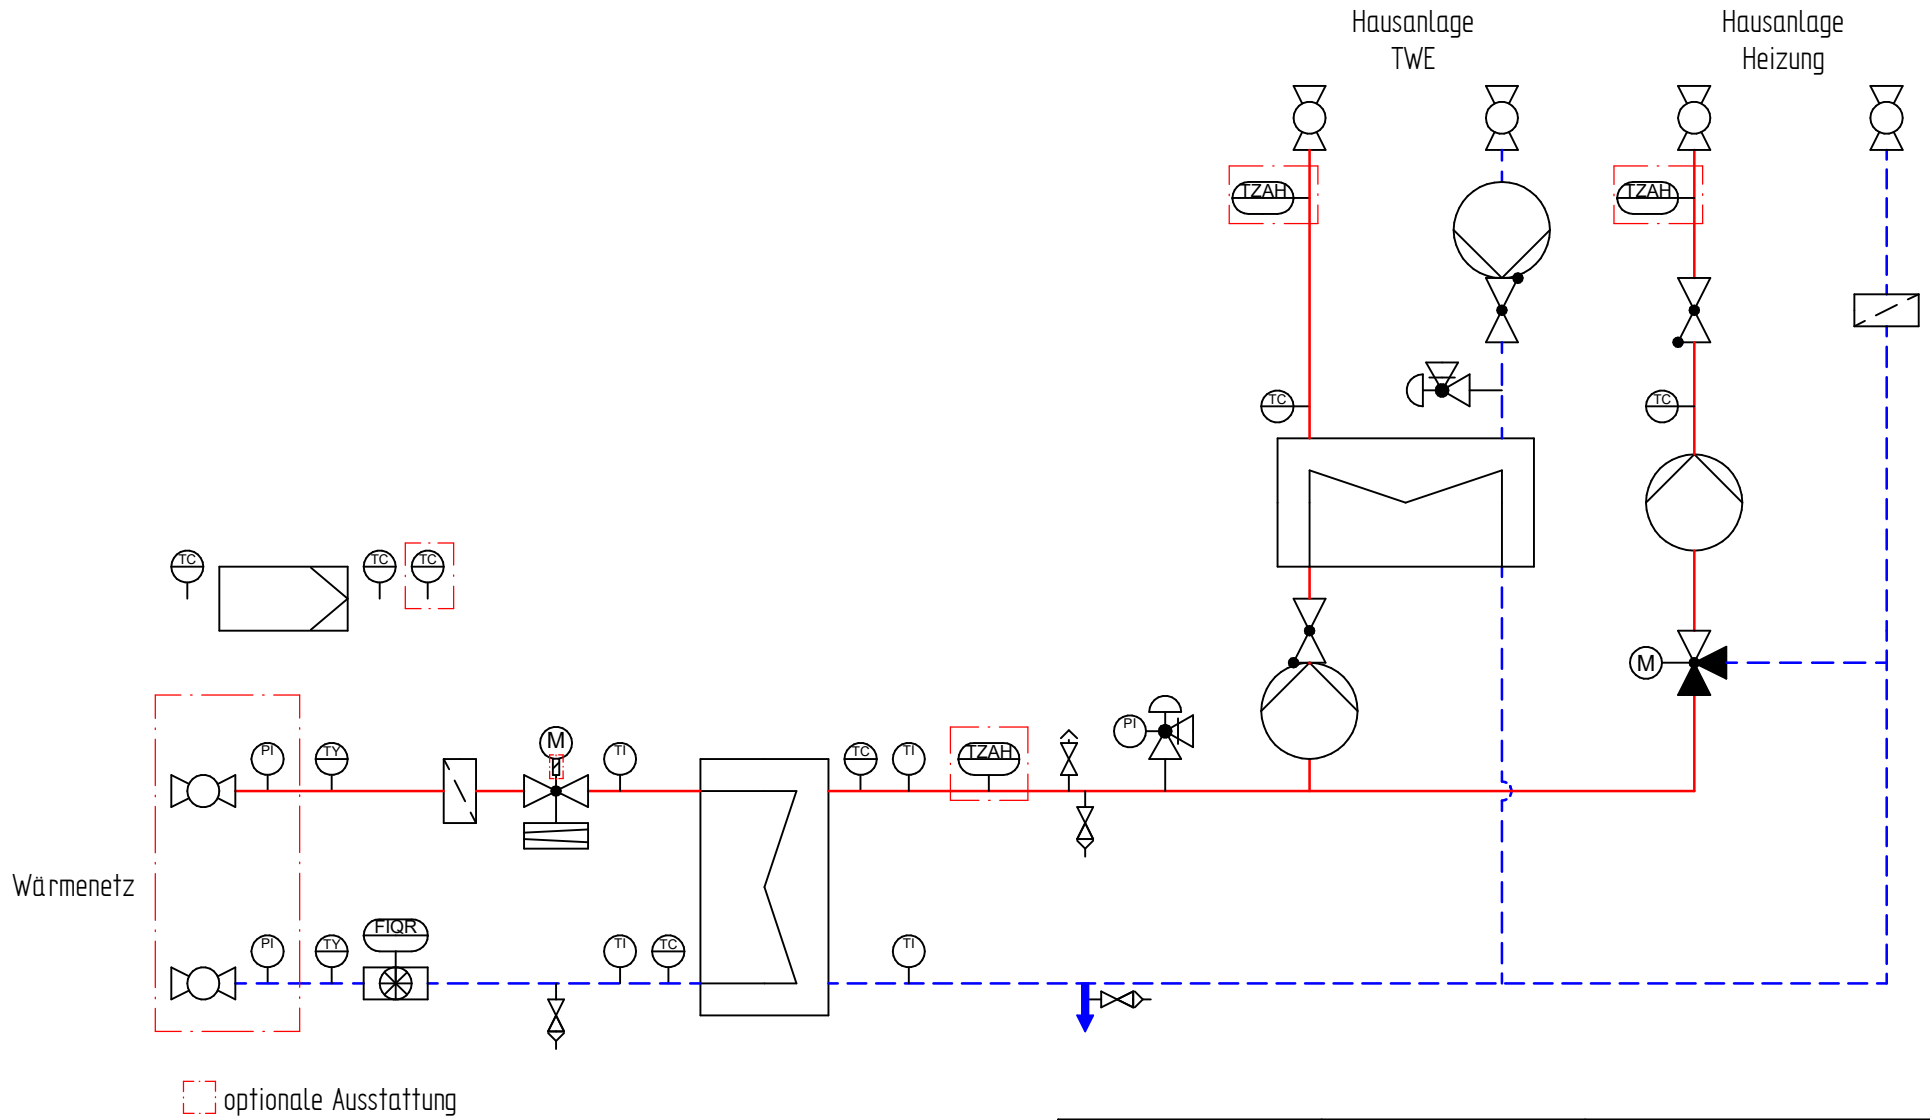 Hausanlage
TWE
Hausanlage
Heizung
TZAH
TZAH
TC
TC
TC
TC
TC
M
PI
TY
M
TI
TC
TI
TZAH
PI
Wärmenetz
PI
TY
FIQR
TI
TC
TI
optionale Ausstattung